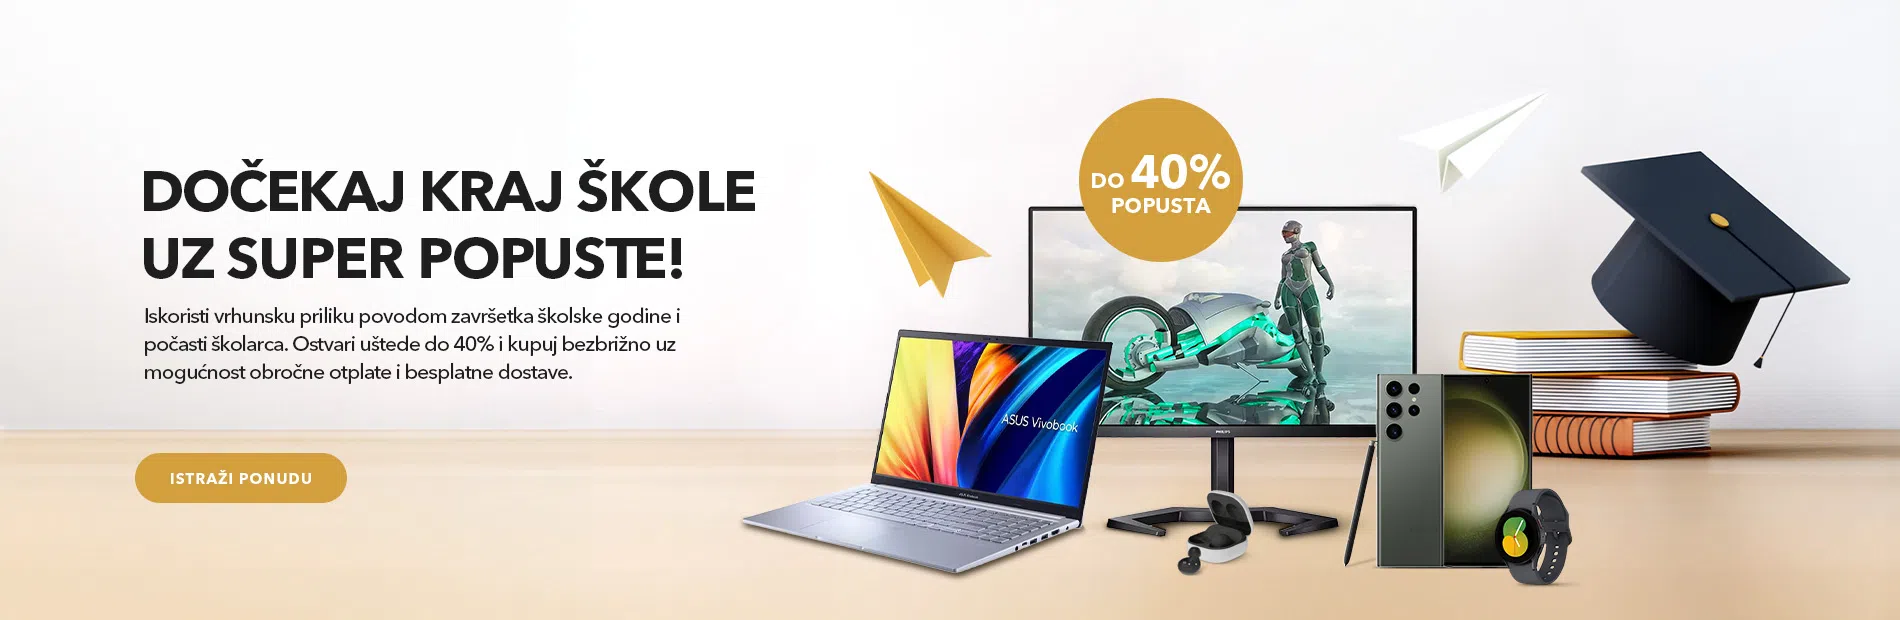 DOČEKAJ KRAJ ŠKOLE
UZ SUPER POPUSTE!
Iskoristi vrhunsku priliku povodom završetka školske godine i
počasti školarca. Ostvari uštede do 40% i kupuj bezbrižno uz
mogućnost obročne otplate i besplatne dostave.
ISTRAŽI PONUDU
DO 40%
POPUSTA
ASUS Vivobook
PHILIPS